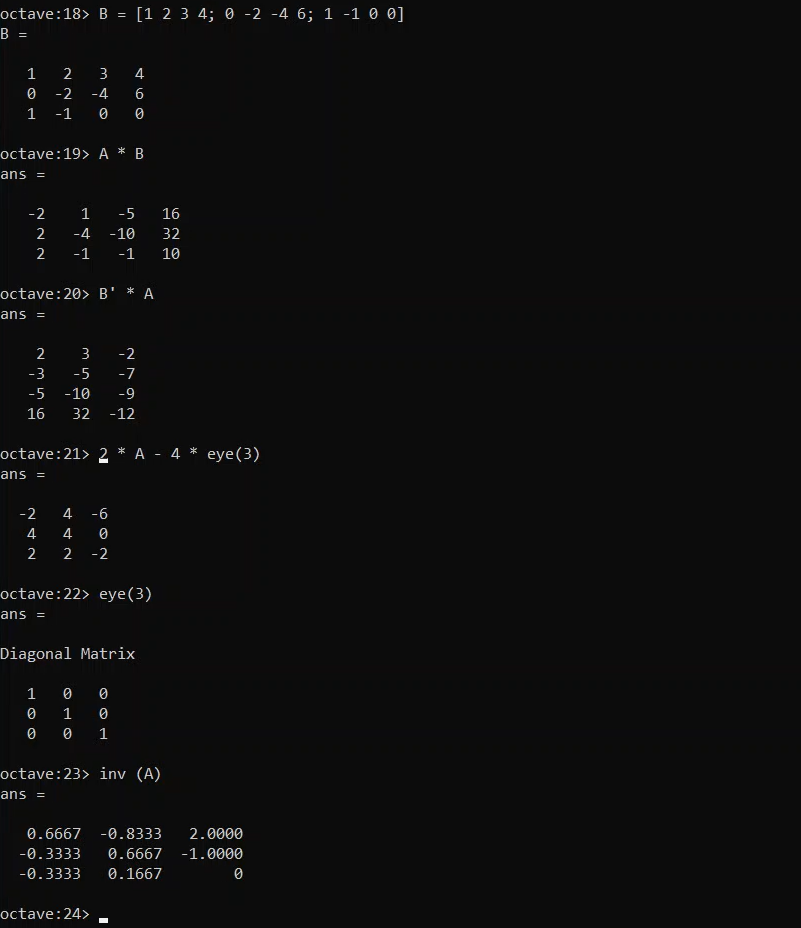 octave:18> B = [1 2 3 4; 0 -2 -4 6; 1 -1 0 0]
B =
1 2 3 4
0 -2 -4 6
1 -1 0 0
octave:19> A * B
ans =
-2 1 -5 16
2 -4 -10 32
2 -1 -1 10
octave:20> B' * A
ans =
2 3 -2
-3 -5 -7
-5 -10 -9
16 32 -12
octave:21> 2 * A - 4 * eye(3)
ans =
-2 4 -6
4 4 0
2 2 -2
octave:22> eye(3)
ans =
Diagonal Matrix
1 0 0
0 1 0
0 0 1
octave:23> inv (A)
ans =
0.6667 -0.8333 2.0000
-0.3333 0.6667 -1.0000
-0.3333 0.1667 0
octave:24>